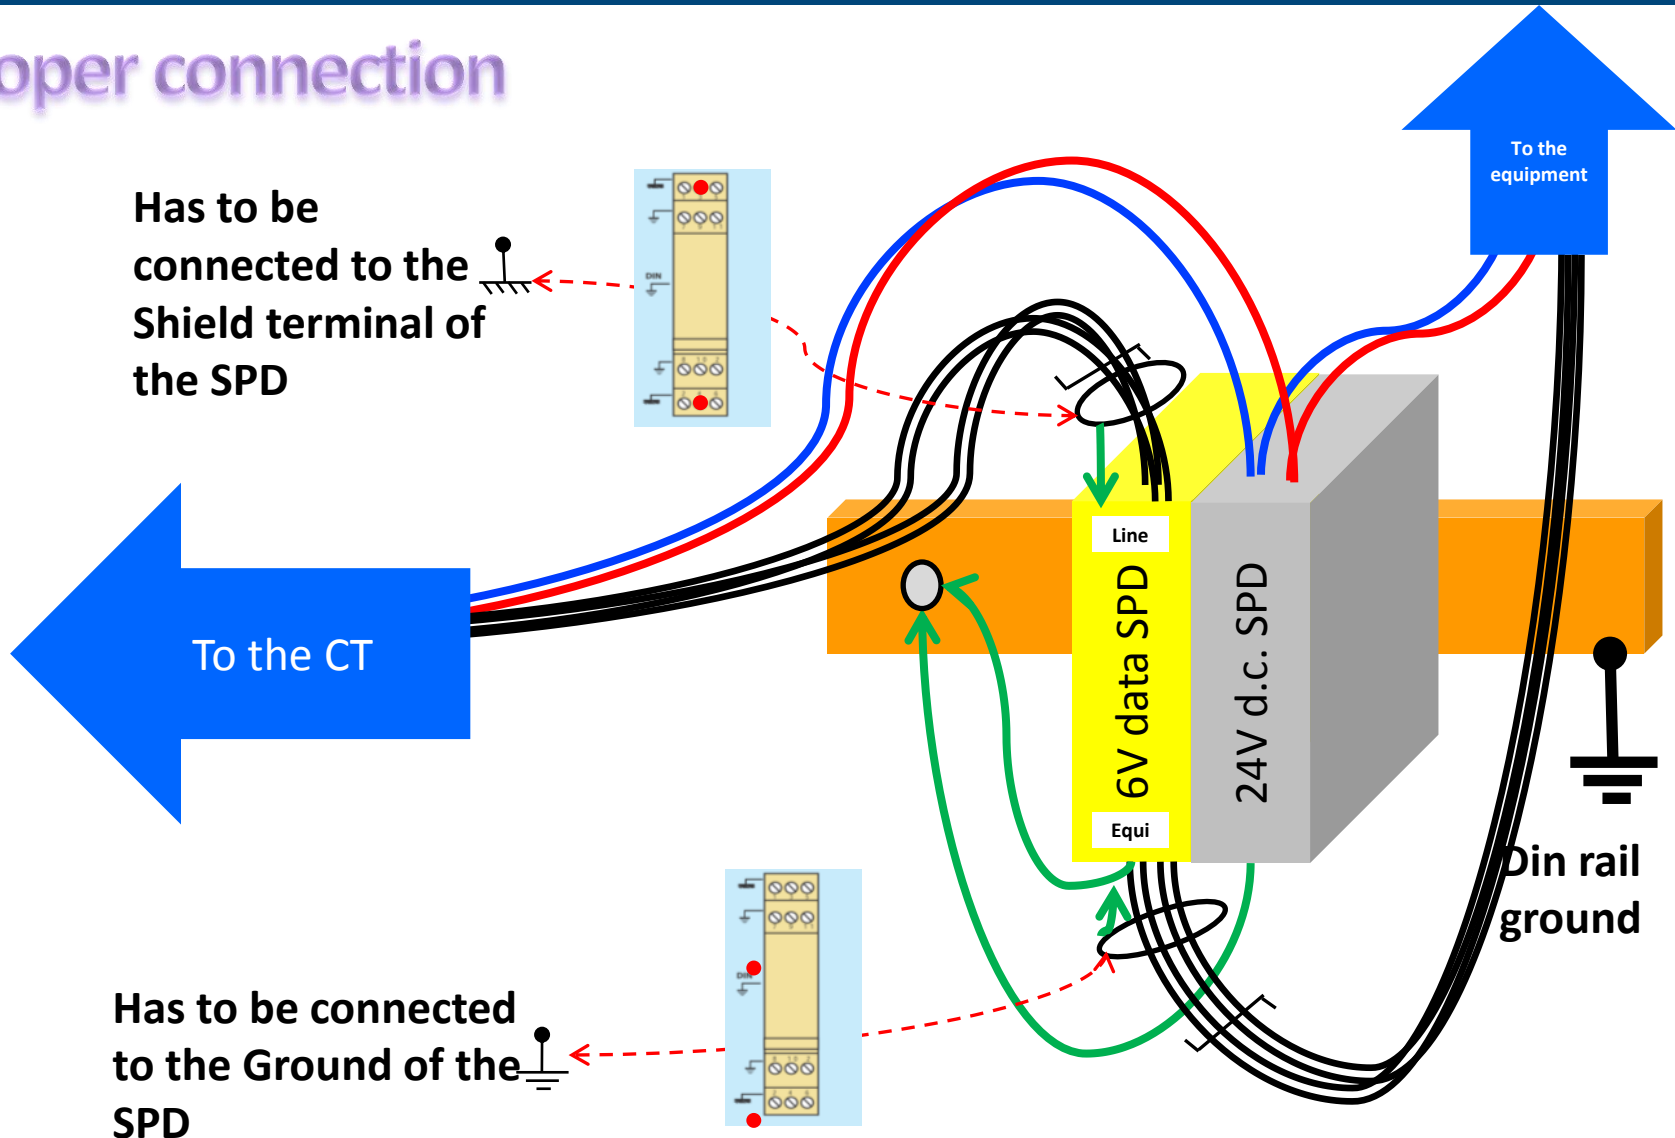 oper connection
To the
equipment
Has to be
connected to the
Shield terminal of
the SPD
DIN
Line
6V data SPD
24V d.c. SPD
Equi
To the CT
Din rail
ground
Has to be connected
to the Ground of the
SPD
DIN